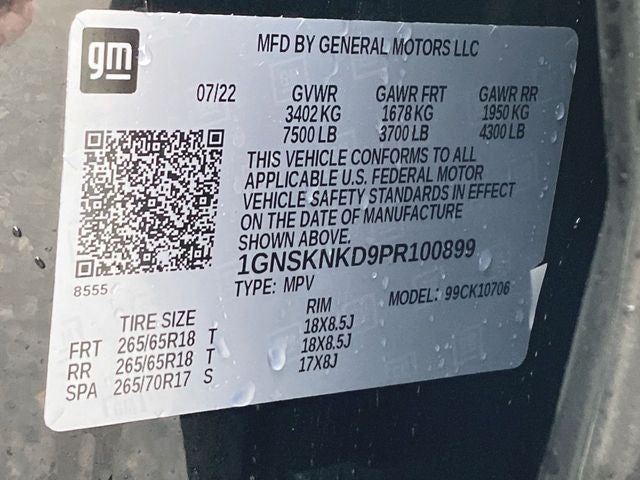 gm
MFD BY GENERAL MOTORS LLC
07/22 GVWR GAWR FRT GAWR RR
3402 KG 1678 KG 1950 KG
7500 LB 3700 LB 4300 LB
THIS VEHICLE CONFORMS TO ALL
APPLICABLE U.S. FEDERAL MOTOR
VEHICLE SAFETY STANDARDS IN EFFECT
ON THE DATE OF MANUFACTURE
SHOWN ABOVE.
1GNSKNKD9PR100899
8555
TYPE: MPV MODEL: 99CK10706
TIRE SIZE RIM
FRT 265/65R18 T 18X8.5J
RR 265/65R18 T 18X8.5J
SPA 265/70R17 S 17X8J